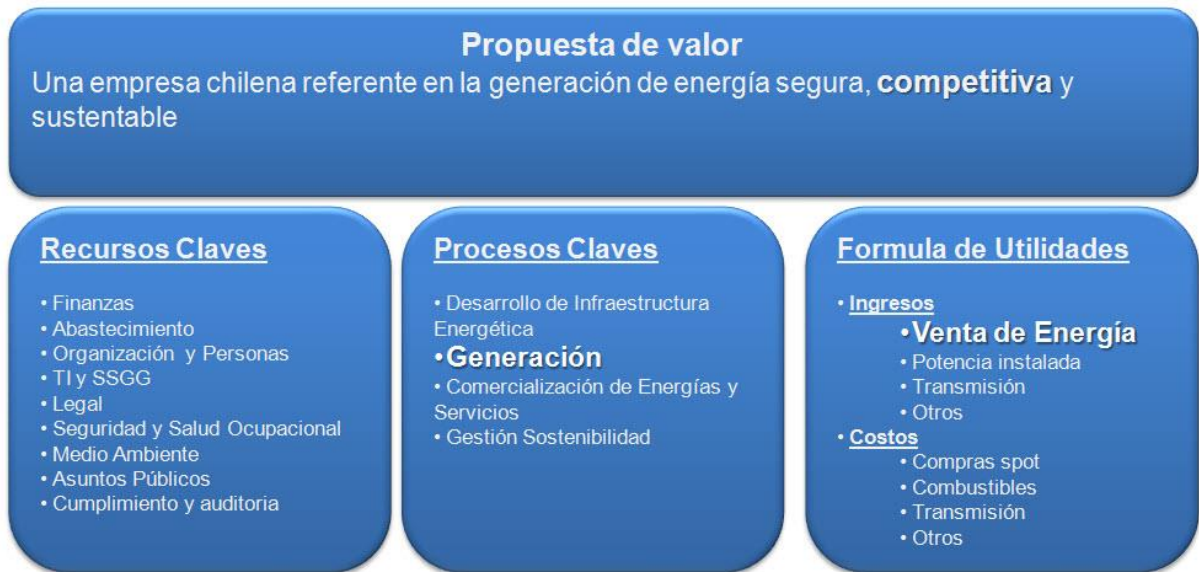 Propuesta de valor
Una empresa chilena referente en la generación de energía segura, competitiva y
sustentable
Recursos Claves
• Finanzas
• Abastecimiento
• Organización y Personas
• TI y SSGG
• Legal
• Seguridad y Salud Ocupacional
• Medio Ambiente
• Asuntos Públicos
• Cumplimiento y auditoria
Procesos Claves
• Desarrollo de Infraestructura
Energética
•Generación
• Comercialización de Energías y
Servicios
• Gestión Sostenibilidad
Formula de Utilidades
• Ingresos
•Venta de Energía
• Potencia instalada
• Transmisión
• Otros
• Costos
• Compras spot
• Combustibles
• Transmisión
• Otros